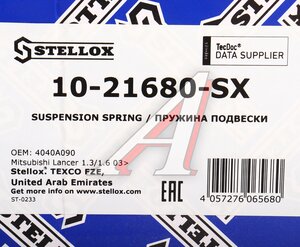 STELLOX
PREMIER
TecDoc
DATA SUPPLIER
10-21680-SX
SUSPENSION SPRING / ПРУЖИНА ПОДВЕСКИ
OEM: 4040A090
Mitsubishi Lancer 1.3/1.6 03>
Stellox: TEXCO FZE,
United Arab Emirates
Get more info on www.stellox.com
ST-0233
EAC
4 057276 065680